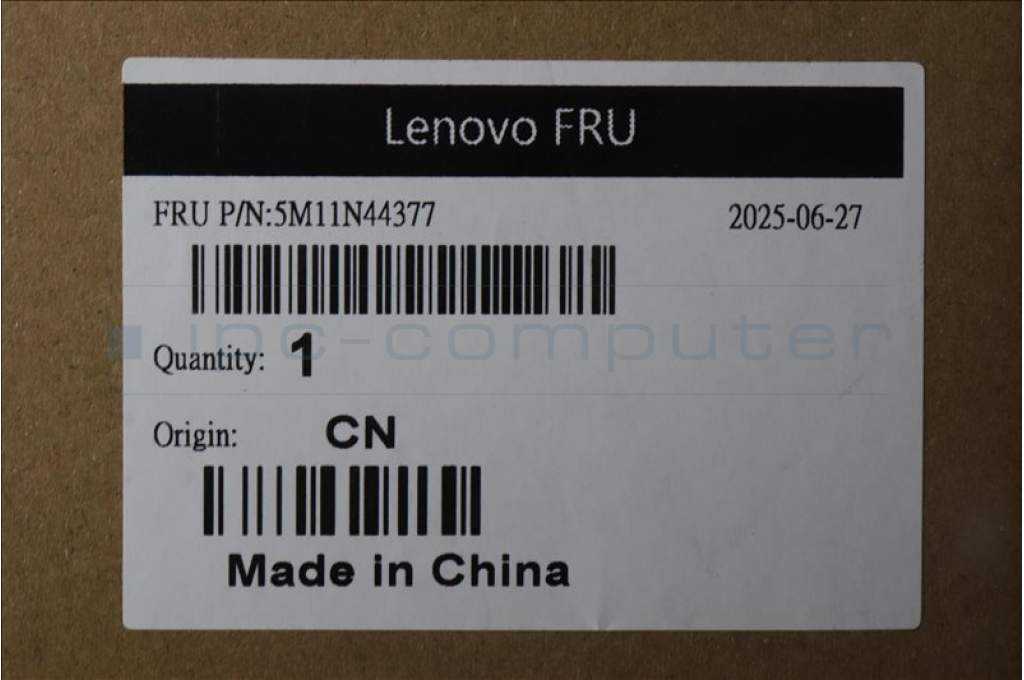 Lenovo FRU
FRU P/N:5M11N44377 2025-06-27
ipc-computer
Quantity: 1
Origin: CN
Made in China